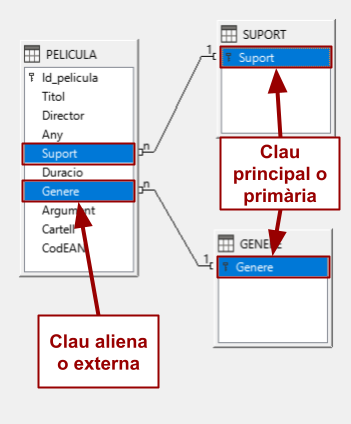 PELICULA
Id_pelicula
Titol
Director
Any
Suport
Duracio
Genere
Argument
Cartell
CodEAN
n
n
1
1
SUPORT
Suport
Clau
principal o
primària
GENERE
Genere
Clau aliena
o externa